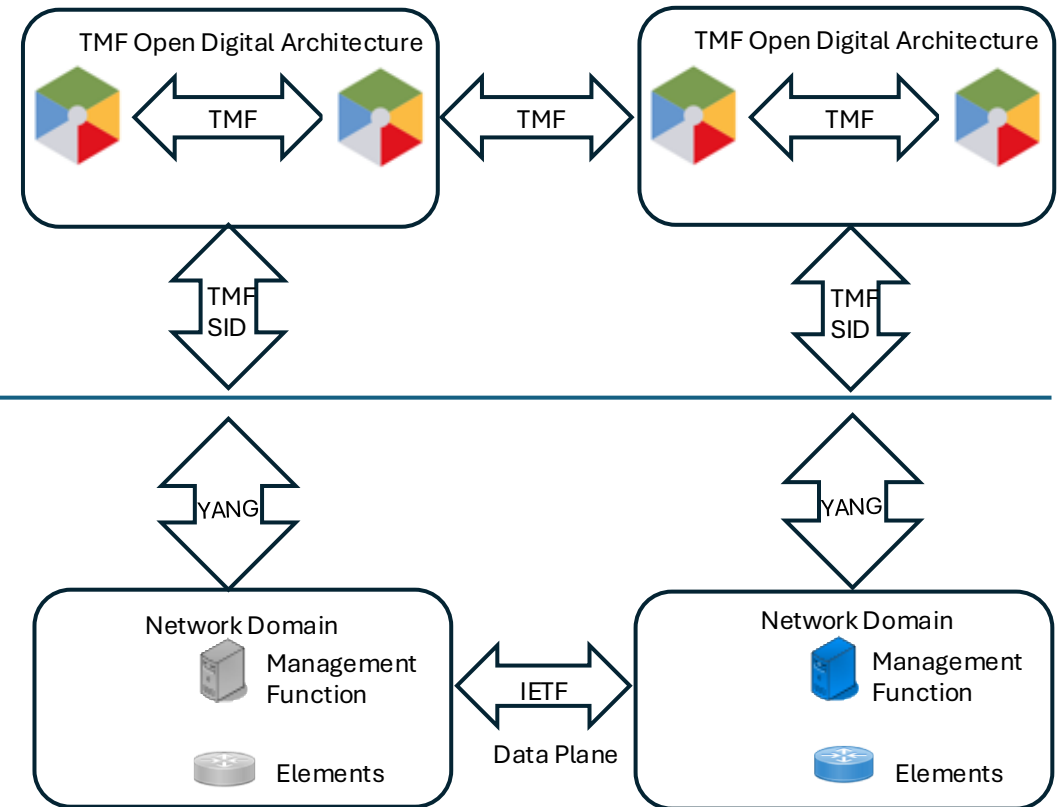 TMF Open Digital Architecture
TMF Open Digital Architecture
TMF
TMF
TMF
TMF
SID
TMF
SID
YANG
YANG
Network Domain
Management
Function
Elements
IETF
Data Plane
Network Domain
Management
Function
Elements